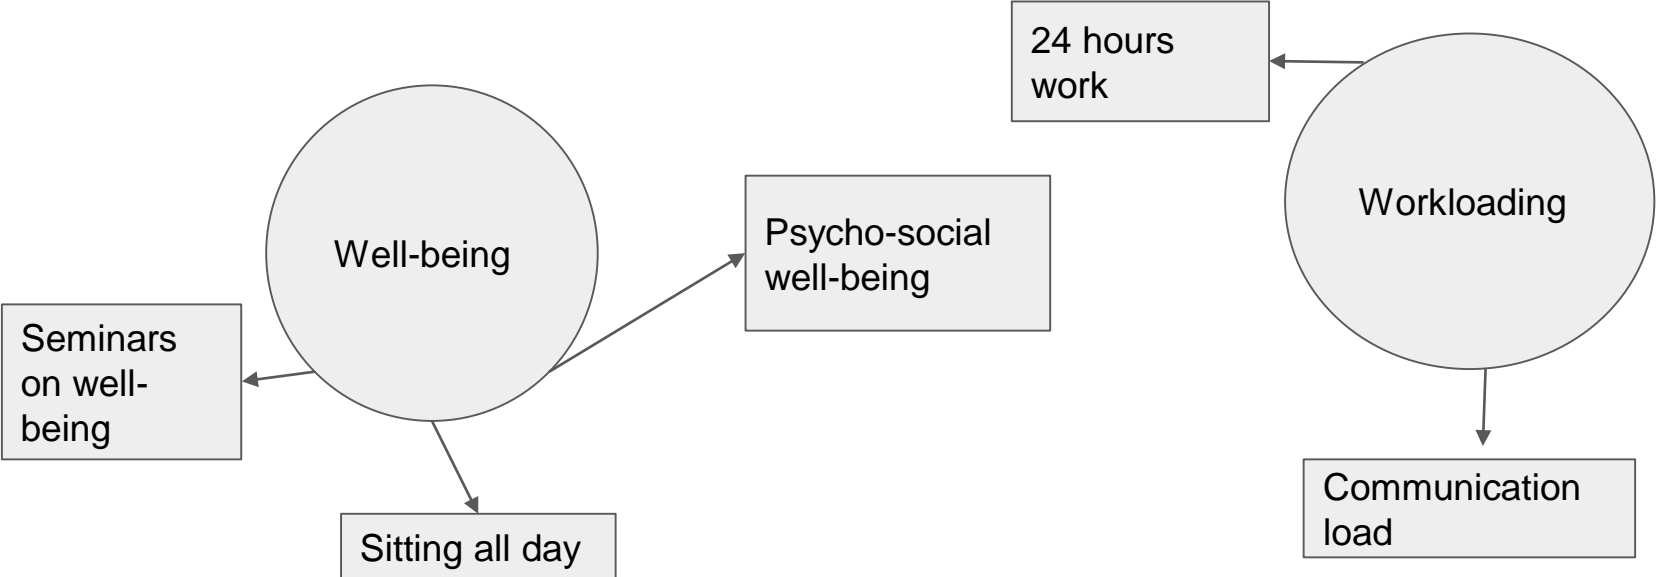 24 hours
work
Workloading
Well-being
Psycho-social
well-being
Seminars
on well-
being
Sitting all day
Communication
load